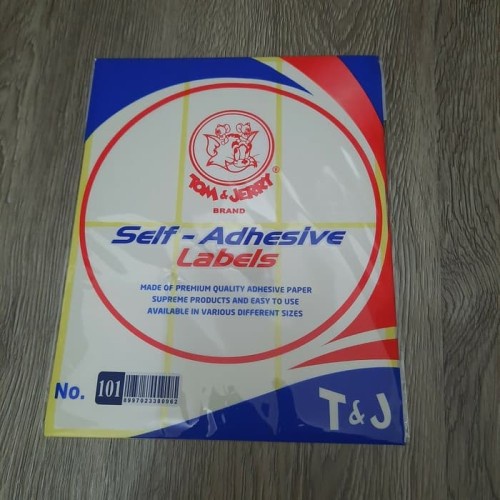 TOM & JERRY®
BRAND
Self - Adhesive
Labels
MADE OF PREMIUM QUALITY ADHESIVE PAPER
SUPREME PRODUCTS AND EASY TO USE
AVAILABLE IN VARIOUS DIFFERENT SIZES
No. 101
T&J